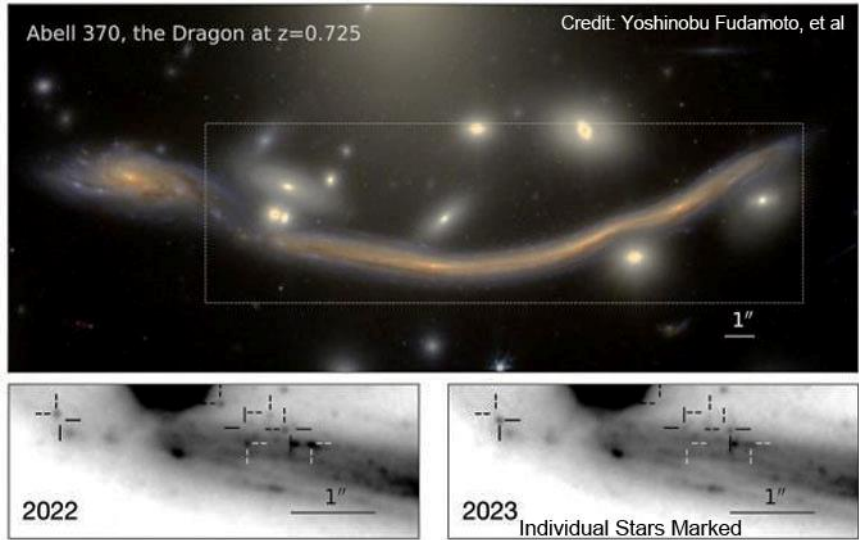 Abell 370, the Dragon at z=0.725
Credit: Yoshinobu Fudamoto, et al
1″
2022
1″
2023
1″
Individual Stars Marked